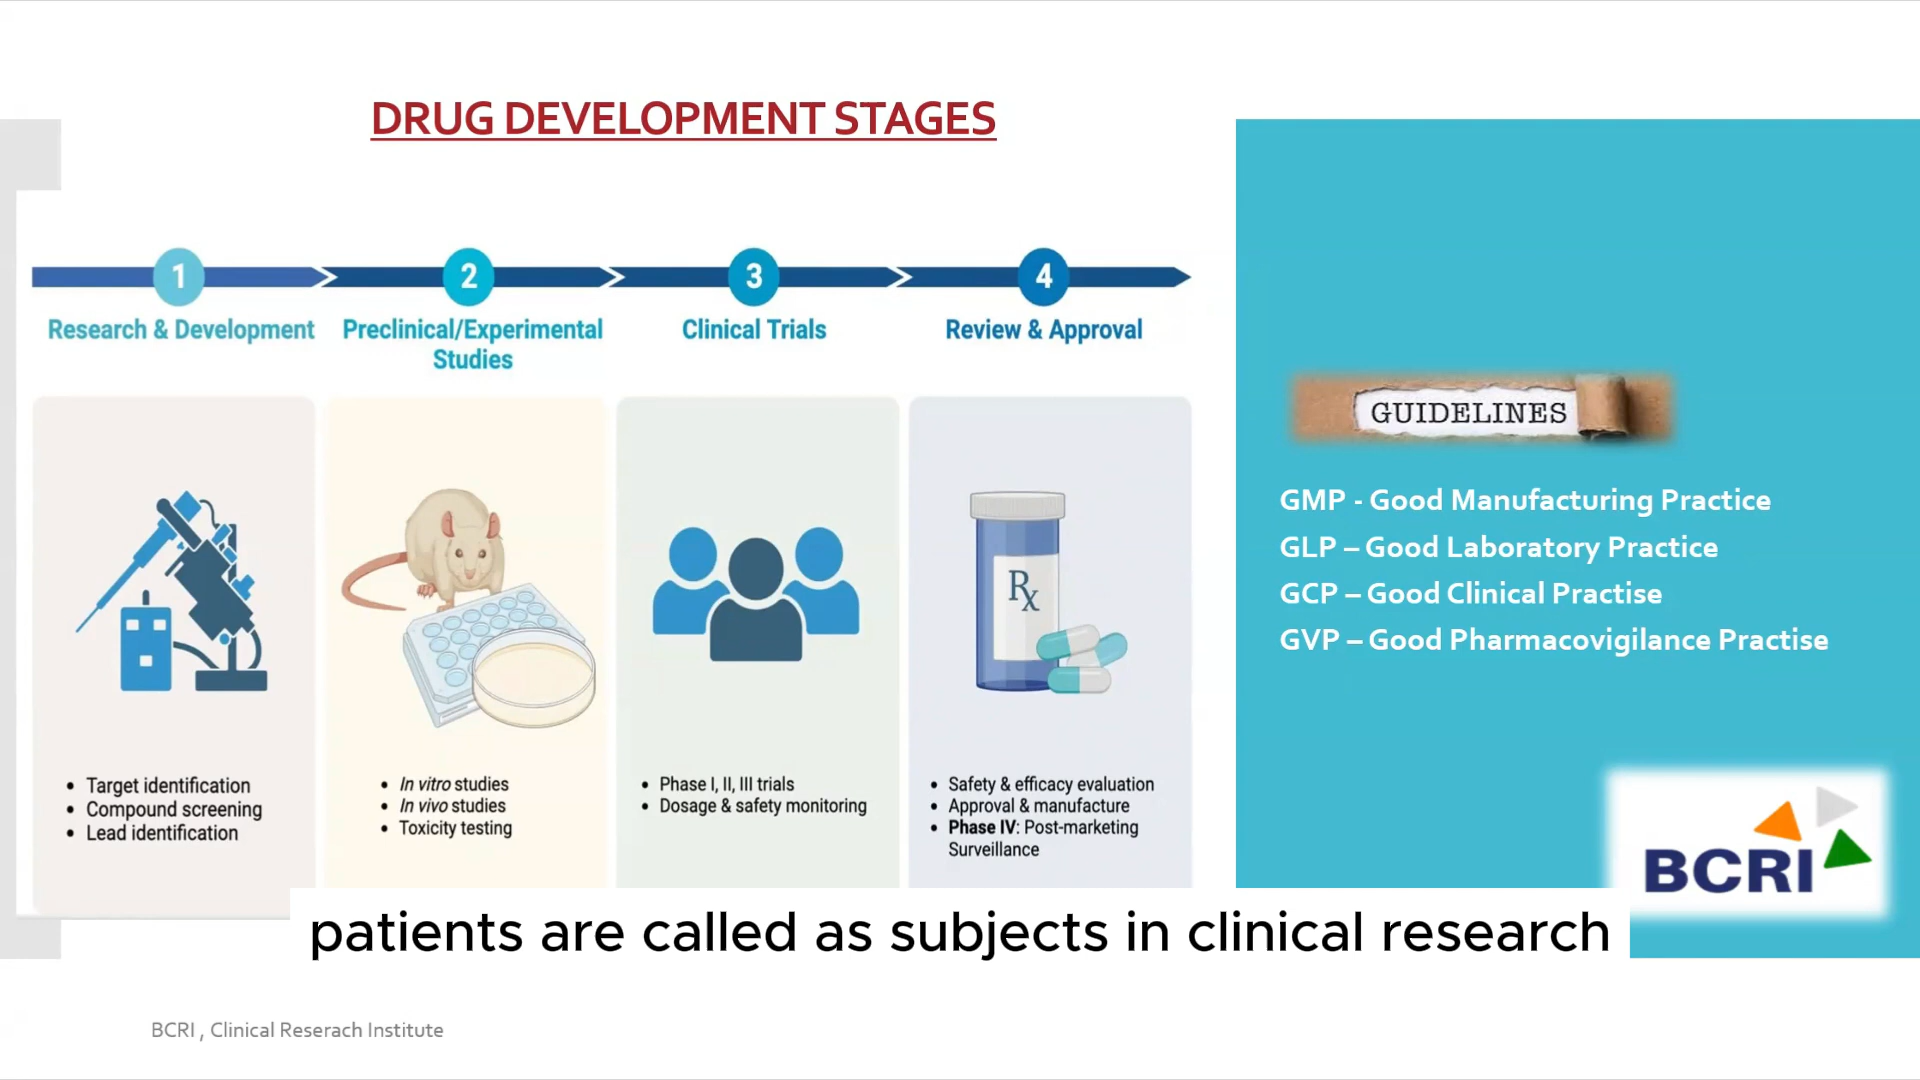 DRUG DEVELOPMENT STAGES
1
Research & Development
Target identification
Compound screening
Lead identification
2
Preclinical/Experimental
Studies
In vitro studies
In vivo studies
Toxicity testing
3
Clinical Trials
Phase I, II, III trials
Dosage & safety monitoring
4
Review & Approval
Rx
Safety & efficacy evaluation
Approval & manufacture
Phase IV: Post-marketing
Surveillance
GUIDELINES
GMP - Good Manufacturing Practice
GLP – Good Laboratory Practice
GCP – Good Clinical Practise
GVP – Good Pharmacovigilance Practise
BCRI
patients are called as subjects in clinical research
BCRI , Clinical Reserach Institute